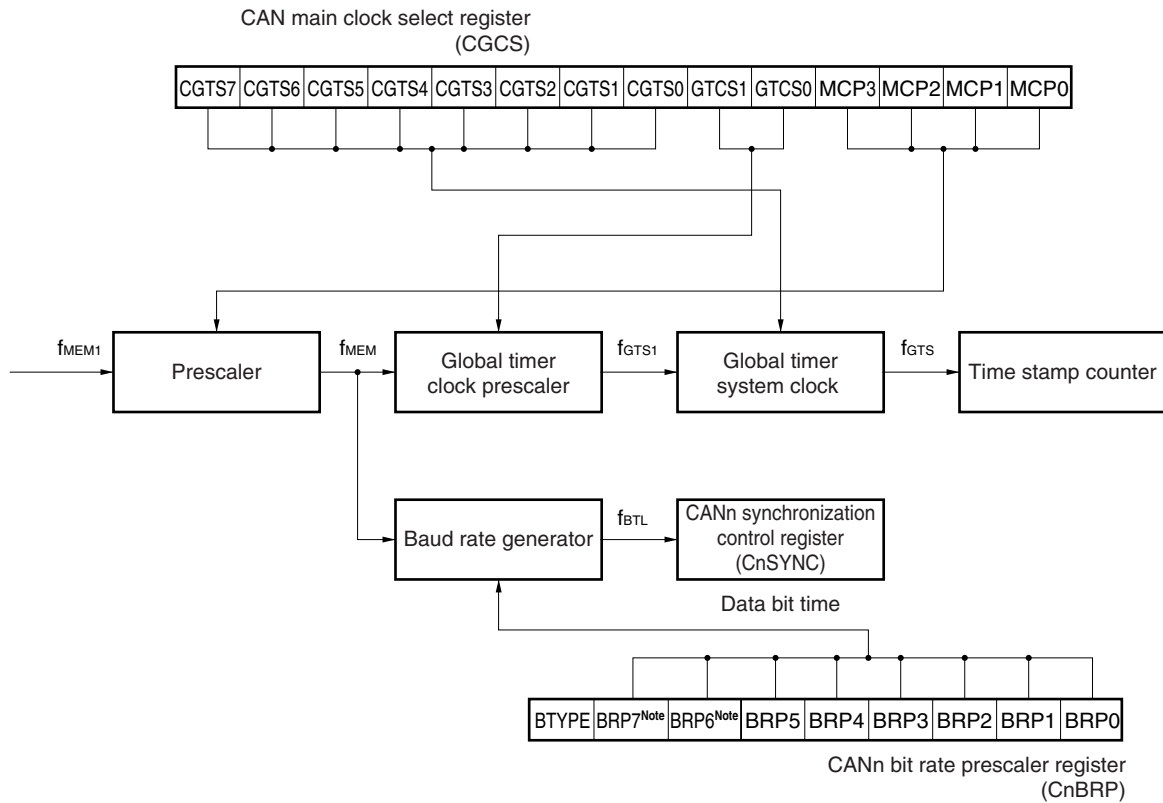 CAN main clock select register
(CGCS)
CGTS7 CGTS6 CGTS5 CGTS4 CGTS3 CGTS2 CGTS1 CGTS0 GTCS1 GTCS0 MCP3 MCP2 MCP1 MCP0
fMEM1
Prescaler
fMEM
Global timer
clock prescaler
fGTS1
Global timer
system clock
fGTS
Time stamp counter
Baud rate generator
fBTL
CANn synchronization
control register
(CnSYNC)
Data bit time
BTYPE BRP7Note BRP6Note BRP5 BRP4 BRP3 BRP2 BRP1 BRP0
CANn bit rate prescaler register
(CnBRP)